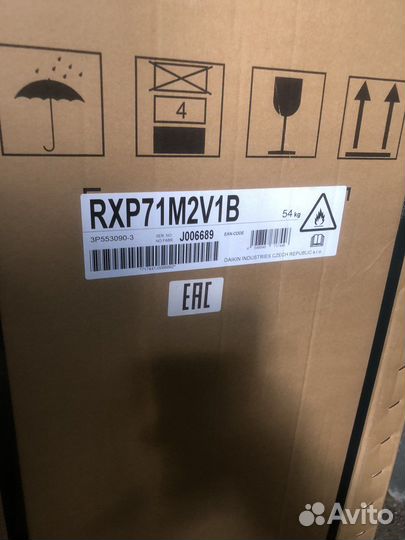 4
RXP71M2V1B
54 kg
3P553090-3
SER. NO.
J006689
EAN-CODE
DAIKIN INDUSTRIES CZECH REPUBLIC s.r.o.
EAC
Avito